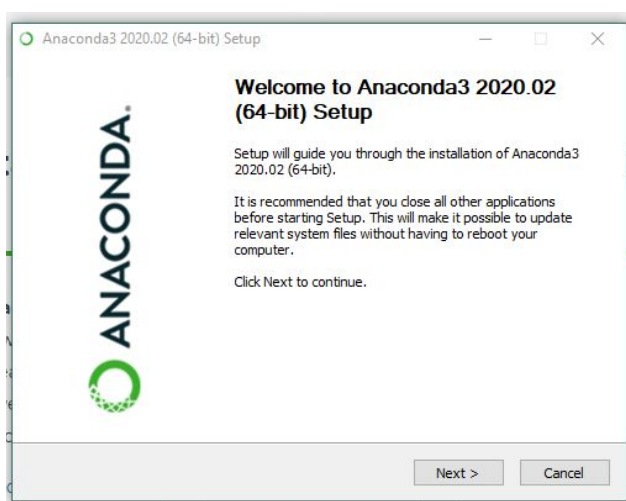 Anaconda3 2020.02 (64-bit) Setup
ANACONDA.
Welcome to Anaconda3 2020.02
(64-bit) Setup
Setup will guide you through the installation of Anaconda3
2020.02 (64-bit).
It is recommended that you close all other applications
before starting Setup. This will make it possible to update
relevant system files without having to reboot your
computer.
Click Next to continue.
Next >
Cancel